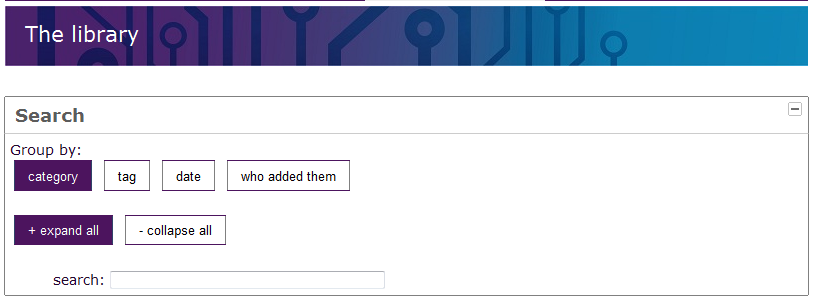 The library
Search
Group by:
category tag date who added them
+ expand all - collapse all
search: